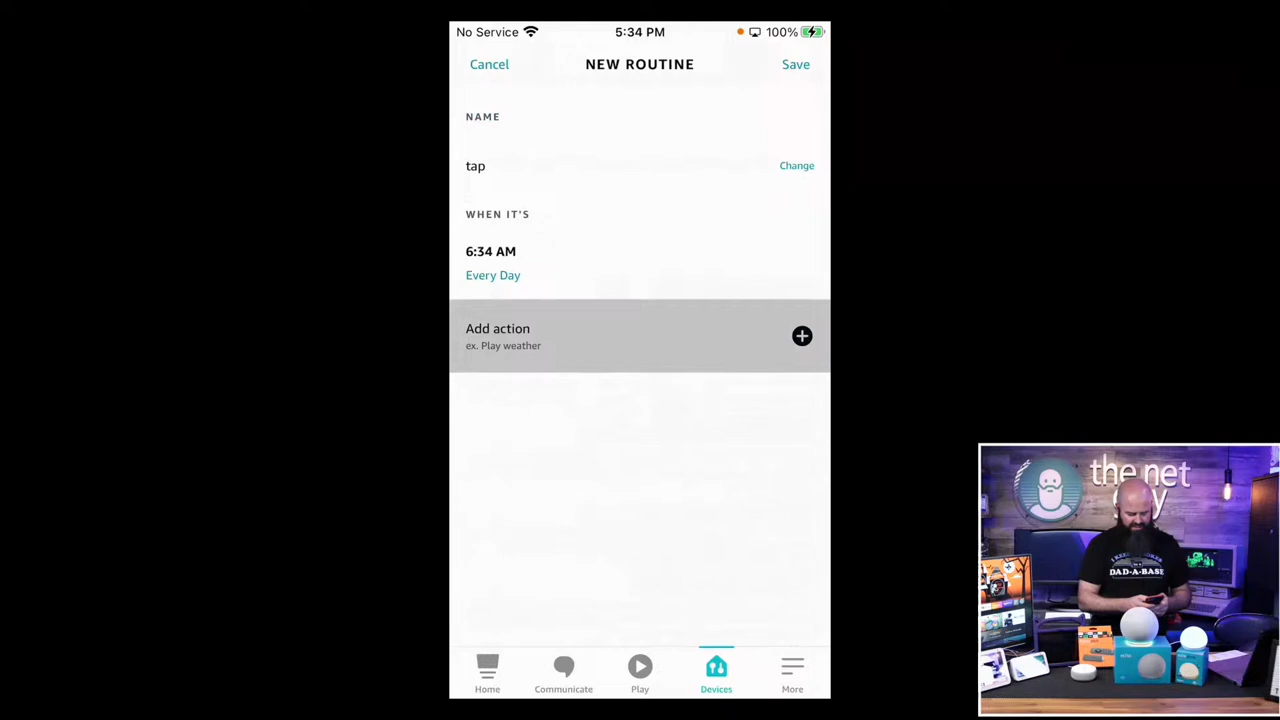 No Service 5:34 PM 100%
Cancel NEW ROUTINE Save
NAME
tap Change
WHEN IT'S
6:34 AM
Every Day
Add action
ex. Play weather
Home Communicate Play Devices More
the net
DAD-A-BASE